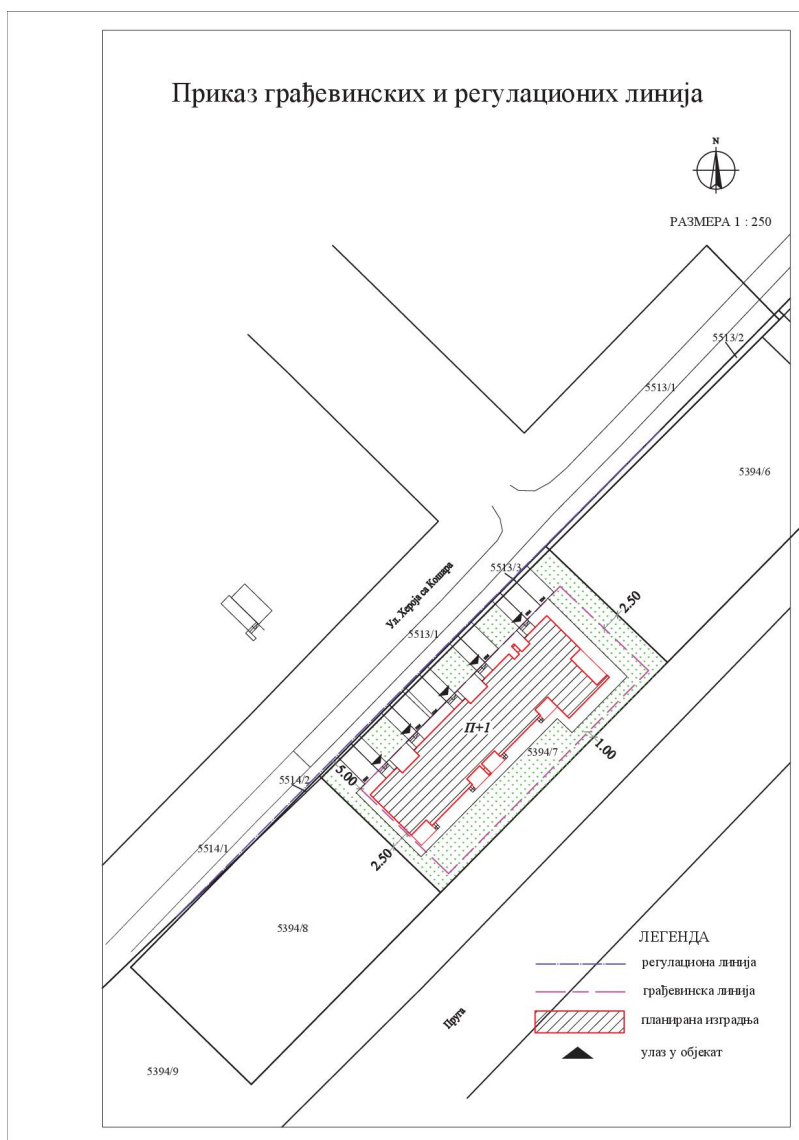 Приказ грађевинских и регулационих линија
N
РАЗМЕРА 1 : 250
5513/2
5513/1
5394/6
5513/3
Ул. Хероја са Кошара
5513/1
2.50
П+1
5394/7
1.00
5.00
5514/2
2.50
5514/1
5394/8
Пруга
5394/9
ЛЕГЕНДА
регулациона линија
грађевинска линија
планирана изградња
улаз у објекат